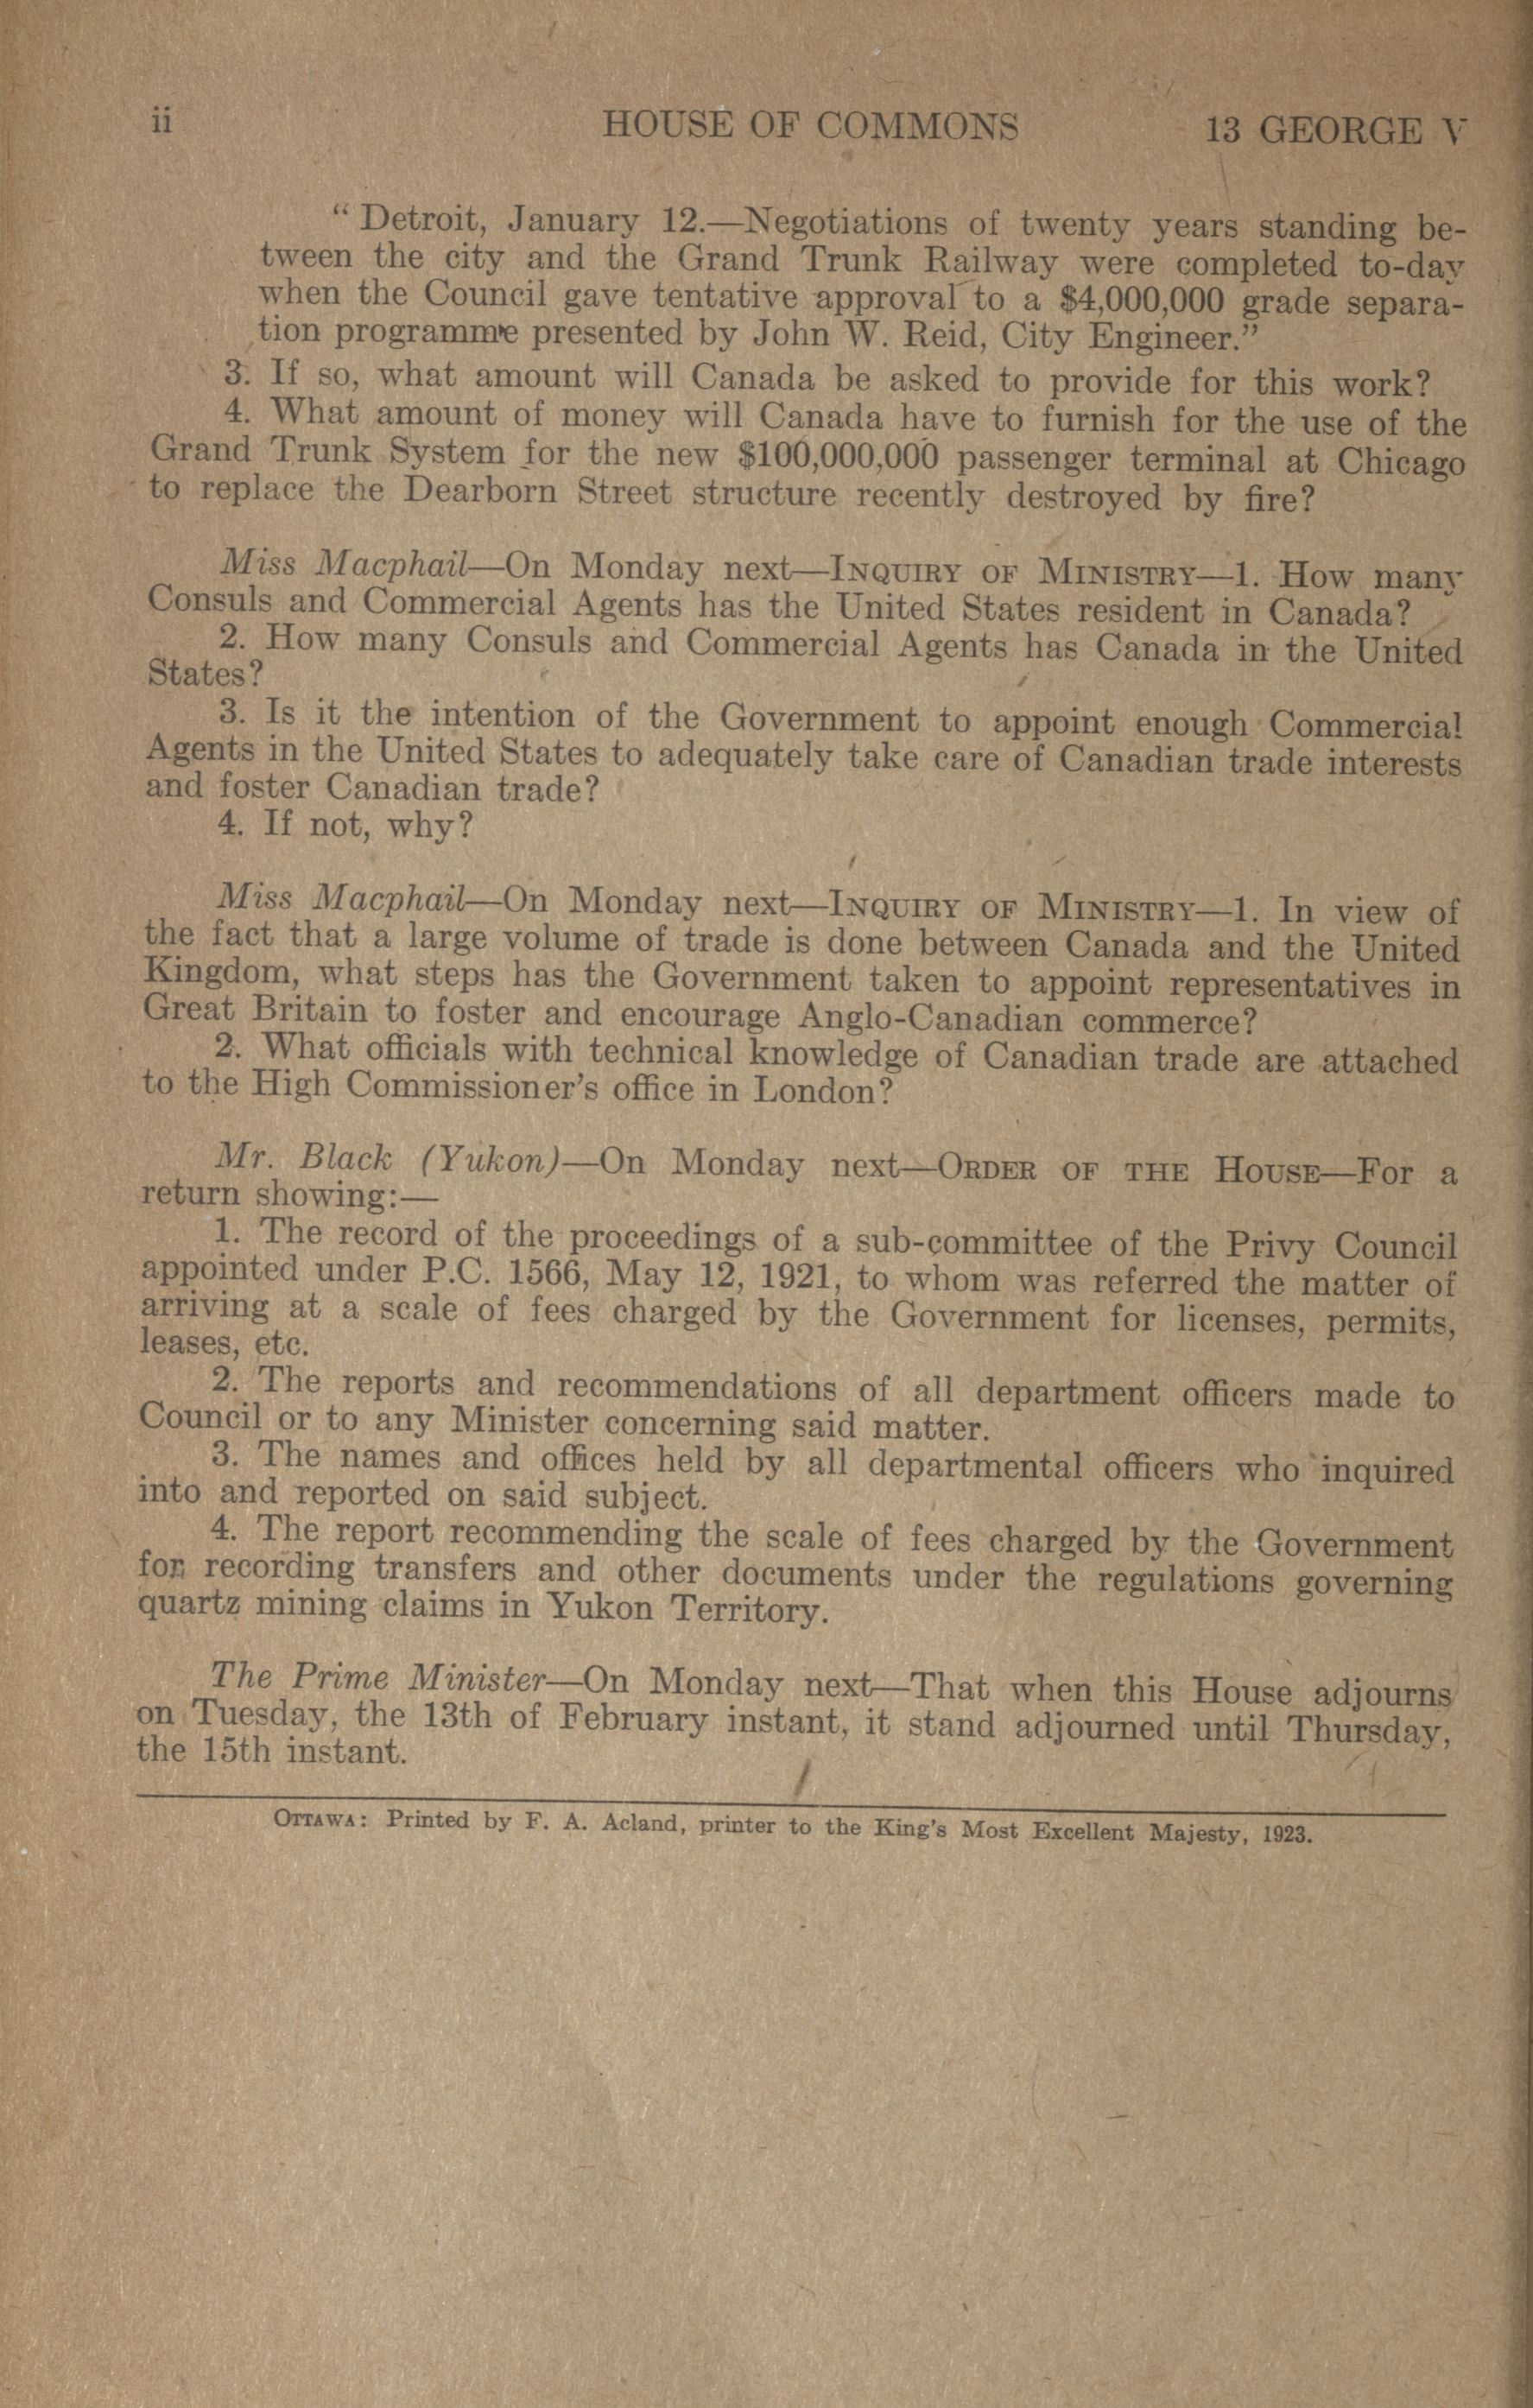 ii HOUSE OF COMMONS 13 GEORGE V
“ Detroit, January 12.—Negotiations of twenty years standing be-
tween the city and the Grand Trunk Railway were completed to-day
when the Council gave tentative approval to a $4,000,000 grade separa-
tion programme presented by John W. Reid, City Engineer.”
3. If so, what amount will Canada be asked to provide for this work?
4. What amount of money will Canada have to furnish for the use of the
Grand Trunk System for the new $100,000,000 passenger terminal at Chicago
to replace the Dearborn Street structure recently destroyed by fire?
Miss Macphail—On Monday next—INQUIRY OF MINISTRY—1. How many
Consuls and Commercial Agents has the United States resident in Canada?
2. How many Consuls and Commercial Agents has Canada in the United
States?
3. Is it the intention of the Government to appoint enough Commercial
Agents in the United States to adequately take care of Canadian trade interests
and foster Canadian trade?
4. If not, why?
Miss Macphail—On Monday next—INQUIRY OF MINISTRY—1. In view of
the fact that a large volume of trade is done between Canada and the United
Kingdom, what steps has the Government taken to appoint representatives in
Great Britain to foster and encourage Anglo-Canadian commerce?
2. What officials with technical knowledge of Canadian trade are attached
to the High Commissioner’s office in London?
Mr. Black (Yukon)—On Monday next—ORDER OF THE HOUSE—For a
return showing:—
1. The record of the proceedings of a sub-committee of the Privy Council
appointed under P.C. 1566, May 12, 1921, to whom was referred the matter of
arriving at a scale of fees charged by the Government for licenses, permits,
leases, etc.
2. The reports and recommendations of all department officers made to
Council or to any Minister concerning said matter.
3. The names and offices held by all departmental officers who inquired
into and reported on said subject.
4. The report recommending the scale of fees charged by the Government
for recording transfers and other documents under the regulations governing
quartz mining claims in Yukon Territory.
The Prime Minister—On Monday next—That when this House adjourns
on Tuesday, the 13th of February instant, it stand adjourned until Thursday,
the 15th instant.
OTTAWA: Printed by F. A. Acland, printer to the King’s Most Excellent Majesty, 1923.